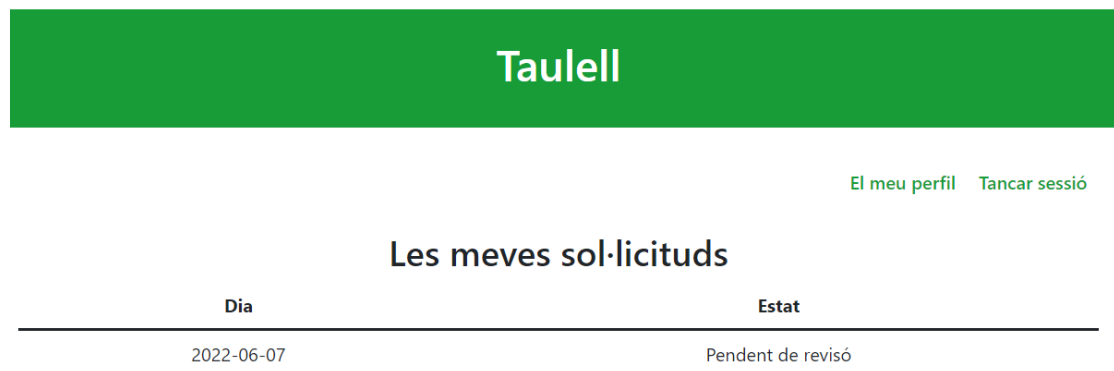 Taulell
El meu perfil Tancar sessió
Les meves sol·licituds
Dia Estat
2022-06-07 Pendent de revisó